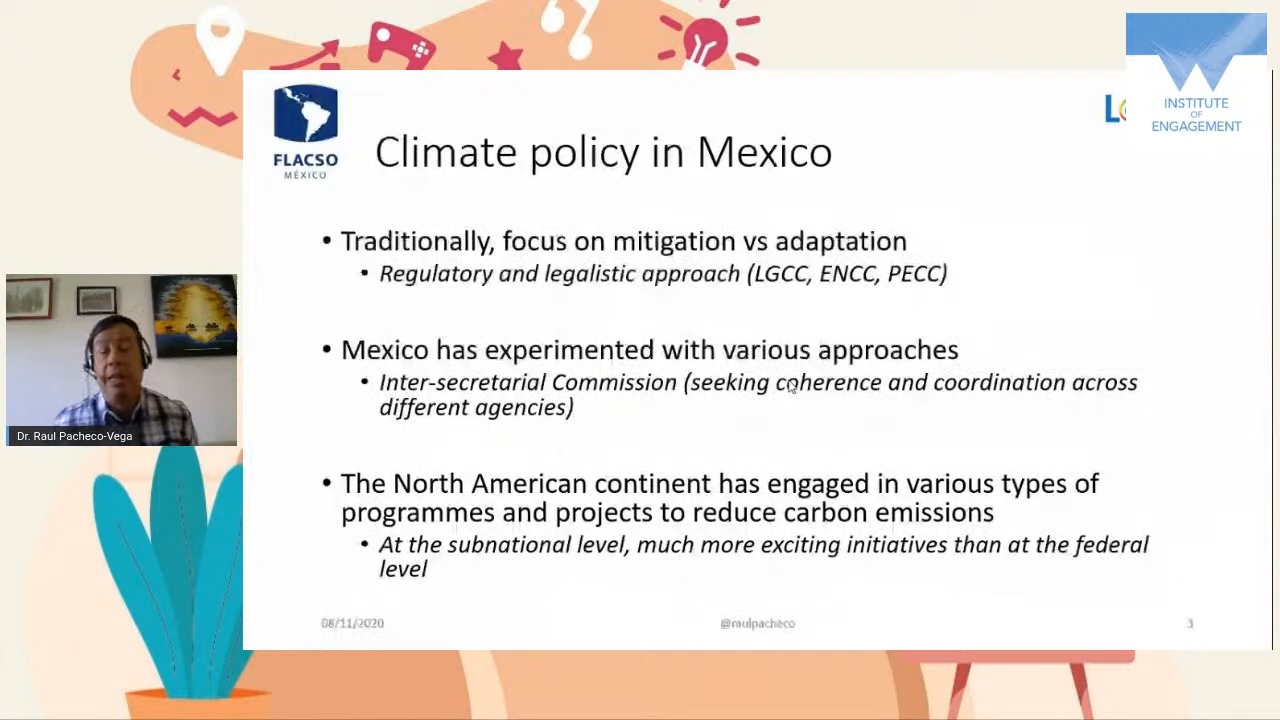 FLACSO
MÉXICO
Climate policy in Mexico
INSTITUTE
OF
ENGAGEMENT
• Traditionally, focus on mitigation vs adaptation
• Regulatory and legalistic approach (LGCC, ENCC, PECC)
• Mexico has experimented with various approaches
• Inter-secretarial Commission (seeking coherence and coordination across
different agencies)
• The North American continent has engaged in various types of
programmes and projects to reduce carbon emissions
• At the subnational level, much more exciting initiatives than at the federal
level
Dr. Raul Pacheco-Vega
08/11/2020
@raulpacheco
3